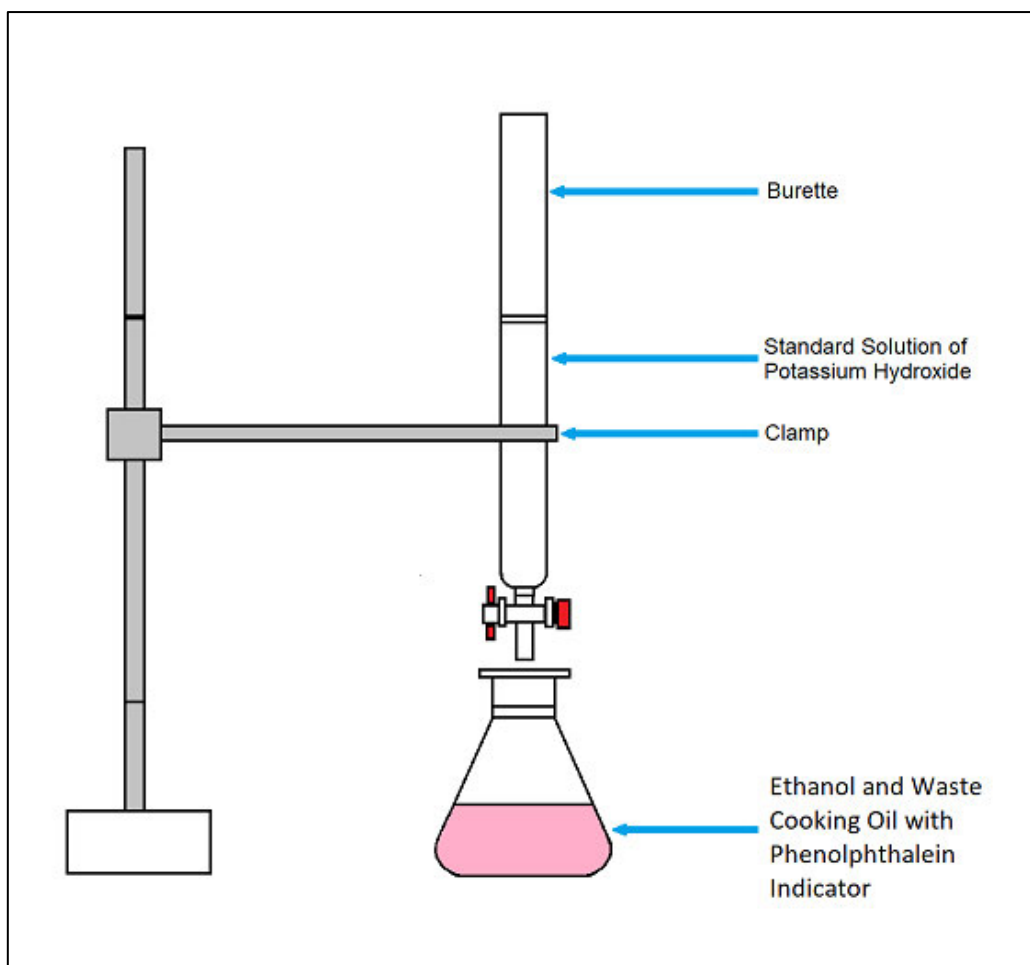 Burette
Standard Solution of
Potassium Hydroxide
Clamp
Ethanol and Waste
Cooking Oil with
Phenolphthalein
Indicator